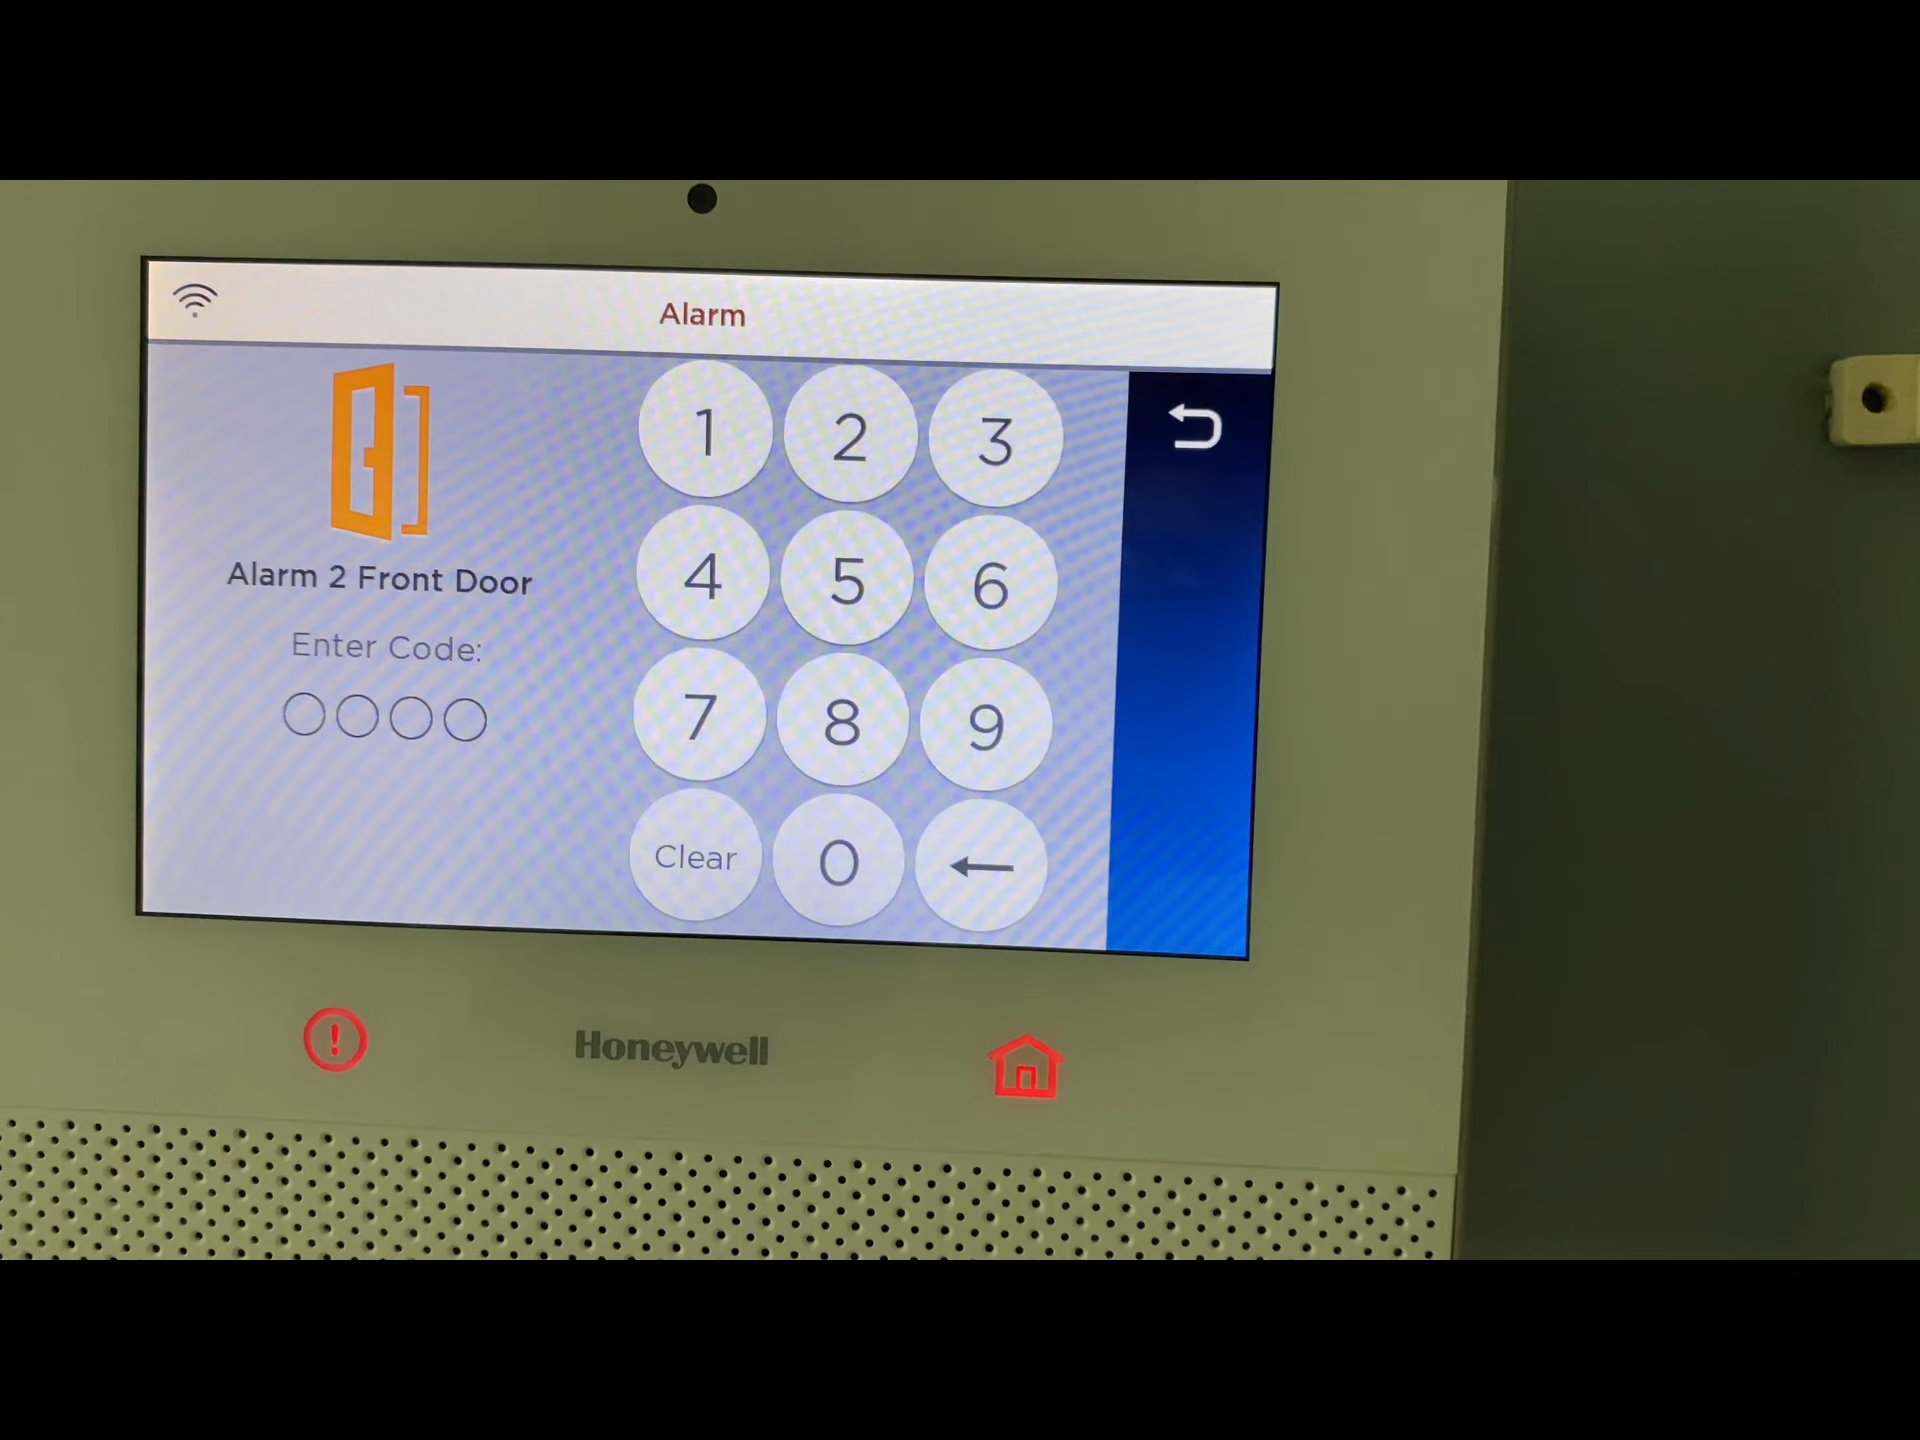 Alarm
Alarm 2 Front Door
Enter Code:
1 2 3
4 5 6
7 8 9
Clear 0
Honeywell